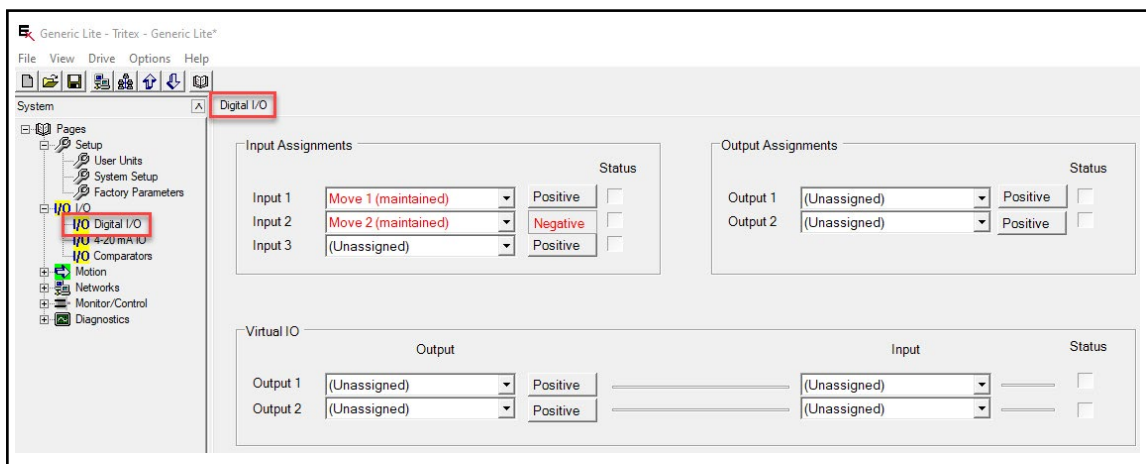 Generic Lite - Tritex - Generic Lite*
File View Drive Options Help
System
Pages
Setup
User Units
System Setup
Factory Parameters
I/O I/O
I/O Digital I/O
I/O 4-20 mA IO
I/O Comparators
Motion
Networks
Monitor/Control
Diagnostics
Digital I/O
Input Assignments
Status
Input 1 Move 1 (maintained) Positive
Input 2 Move 2 (maintained) Negative
Input 3 (Unassigned) Positive
Output Assignments
Status
Output 1 (Unassigned) Positive
Output 2 (Unassigned) Positive
Virtual IO
Output Input Status
Output 1 (Unassigned) Positive (Unassigned)
Output 2 (Unassigned) Positive (Unassigned)